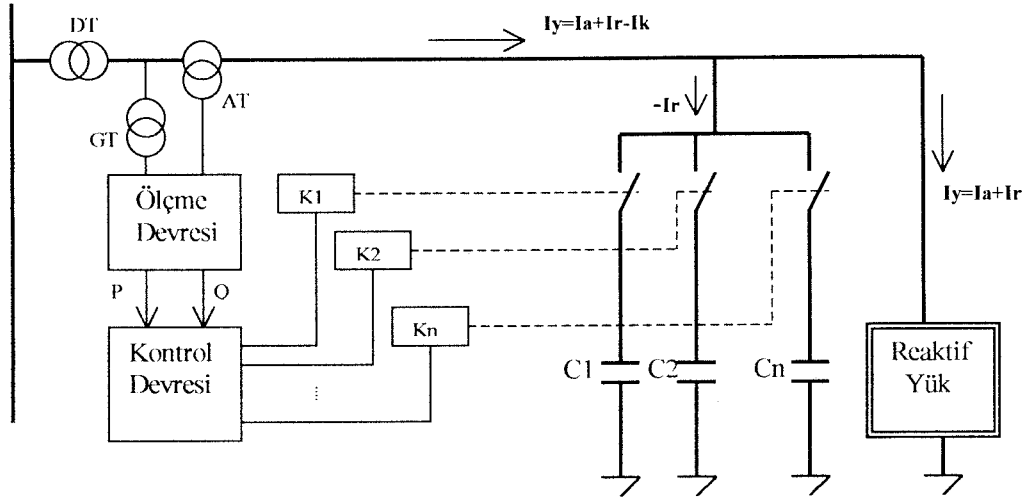 DT
Iy=Ia+Ir-Ik
AT
GT
-Ir
Iy=Ia+Ir
Ölçme
Devresi
K1
K2
Kn
P
Q
Kontrol
Devresi
C1
C2
Cn
Reaktif
Yük